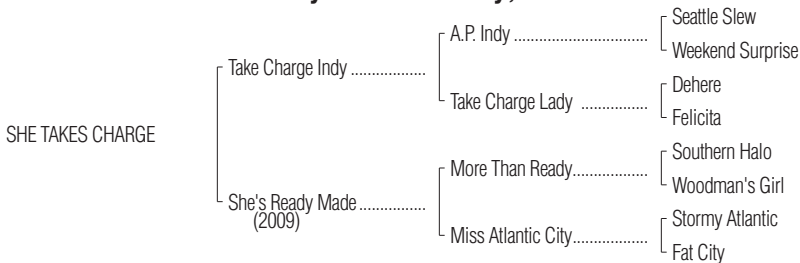 Seattle Slew
A.P. Indy ................................
Weekend Surprise
Take Charge Indy ..................
Dehere
Take Charge Lady ................
Felicita
SHE TAKES CHARGE
Southern Halo
More Than Ready..................
Woodman's Girl
She's Ready Made ................
(2009)
Stormy Atlantic
Miss Atlantic City..................
Fat City